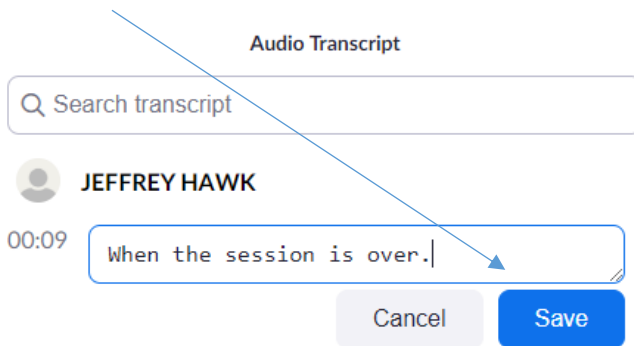 Audio Transcript
Search transcript
JEFFREY HAWK
00:09 When the session is over.
Cancel Save